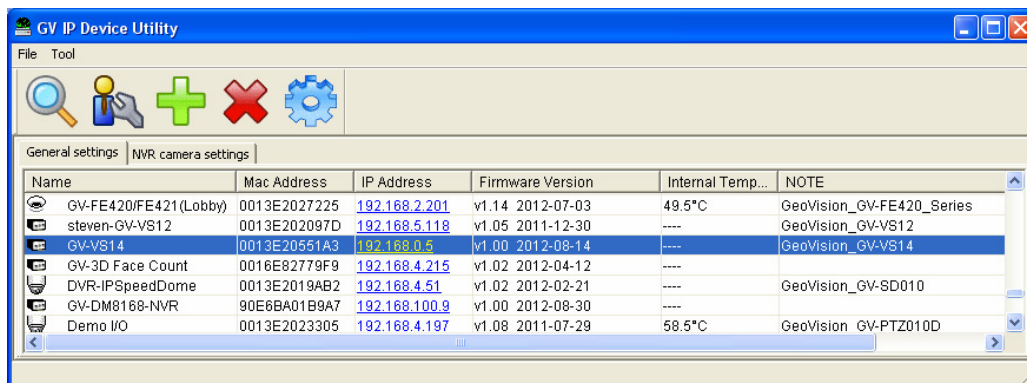 GV IP Device Utility
File Tool
General settings NVR camera settings
Name Mac Address IP Address Firmware Version Internal Temp... NOTE
GV-FE420/FE421(Lobby) 0013E2027225 192.168.2.201 v1.14 2012-07-03 49.5°C GeoVision_GV-FE420_Series
steven-GV-VS12 0013E202097D 192.168.5.118 v1.05 2011-12-30 ---- GeoVision_GV-VS12
GV-VS14 0013E20551A3 192.168.0.5 v1.00 2012-08-14 ---- GeoVision_GV-VS14
GV-3D Face Count 0016E82779F9 192.168.4.215 v1.02 2012-04-12 ----
DVR-IPSpeedDome 0013E2019AB2 192.168.4.51 v1.02 2012-02-21 ---- GeoVision_GV-SD010
GV-DM8168-NVR 90E6BA01B9A7 192.168.100.9 v1.00 2012-08-30 ----
Demo I/O 0013E2023305 192.168.4.197 v1.08 2011-07-29 58.5°C GeoVision_GV-PTZ010D